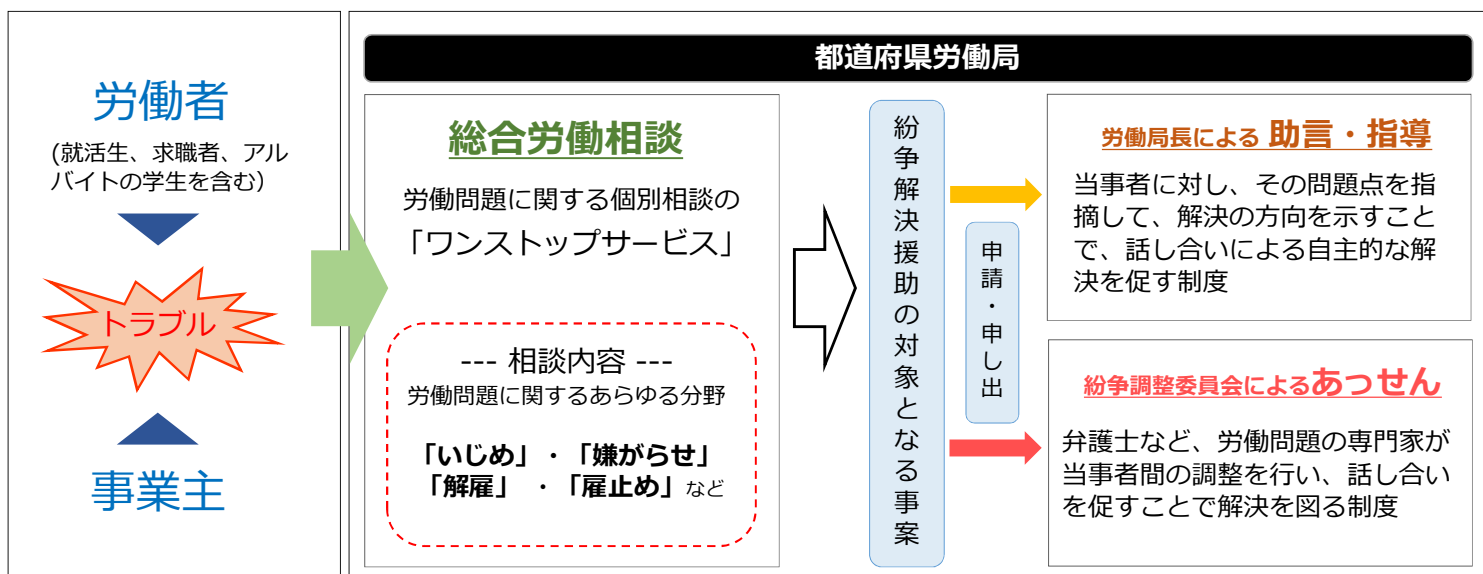 労働者
(就活生、求職者、アル
バイトの学生を含む)
トラブル
事業主
都道府県労働局
総合労働相談
労働問題に関する個別相談の
「ワンストップサービス」
--- 相談内容 ---
労働問題に関するあらゆる分野
「いじめ」・「嫌がらせ」
「解雇」 ・「雇止め」など
紛争解決援助の対象となる事案
申請・申し出
労働局長による 助言・指導
当事者に対し、その問題点を指
摘して、解決の方向を示すこと
で、話し合いによる自主的な解
決を促す制度
紛争調整委員会によるあっせん
弁護士など、労働問題の専門家が
当事者間の調整を行い、話し合い
を促すことで解決を図る制度